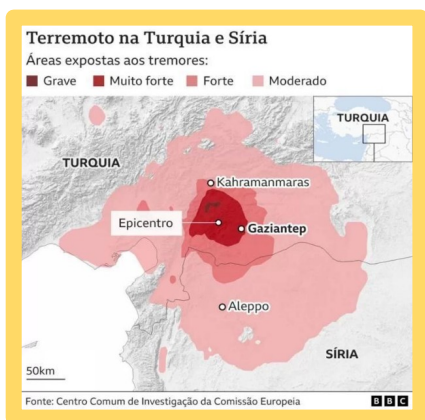 Terremoto na Turquia e Síria
Áreas expostas aos tremores:
Grave Muito forte Forte Moderado
TURQUIA
TURQUIA
Kahramanmaras
Epicentro
Gaziantep
Aleppo
SÍRIA
50km
Fonte: Centro Comum de Investigação da Comissão Europeia
BBC